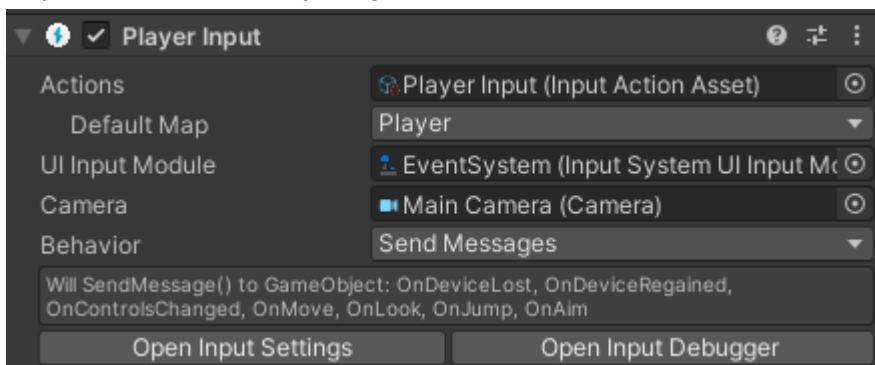 Player Input
Actions Player Input (Input Action Asset)
Default Map Player
UI Input Module EventSystem (Input System UI Input Mo
Camera Main Camera (Camera)
Behavior Send Messages
Will SendMessage() to GameObject: OnDeviceLost, OnDeviceRegained,
OnControlsChanged, OnMove, OnLook, OnJump, OnAim
Open Input Settings Open Input Debugger